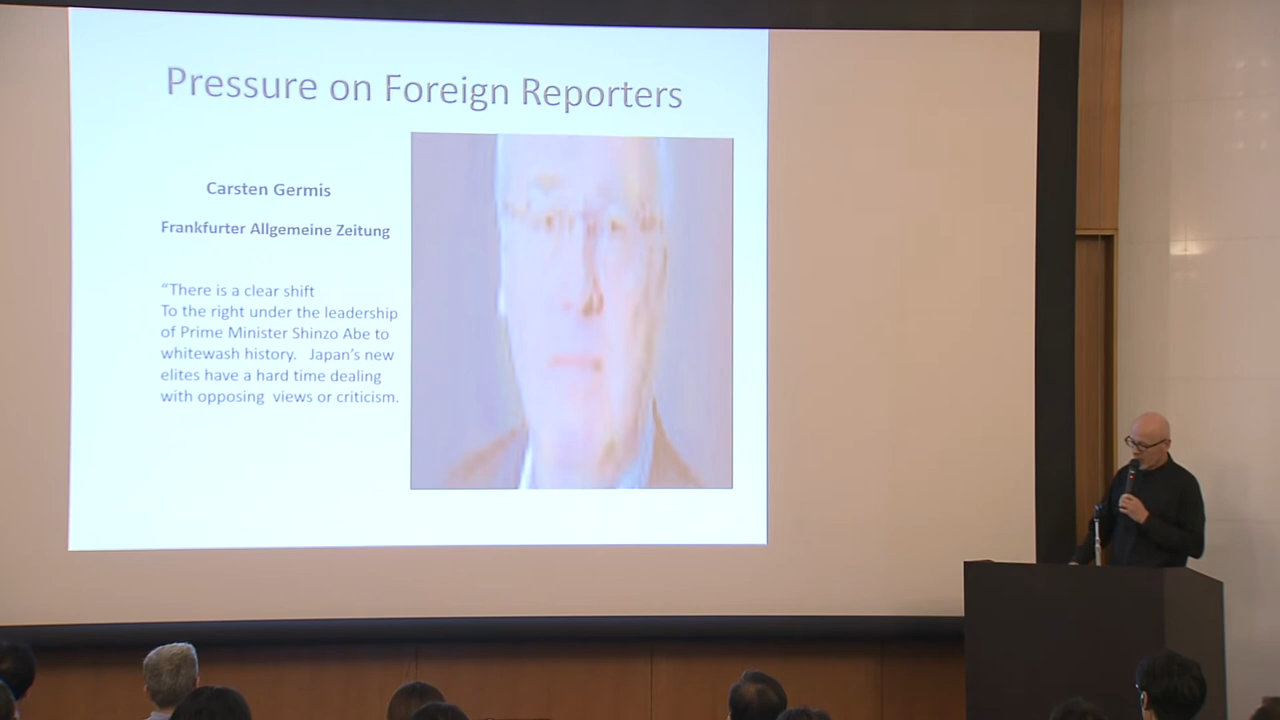 Pressure on Foreign Reporters
Carsten Germis
Frankfurter Allgemeine Zeitung
“There is a clear shift
To the right under the leadership
of Prime Minister Shinzo Abe to
whitewash history. Japan's new
elites have a hard time dealing
with opposing views or criticism.